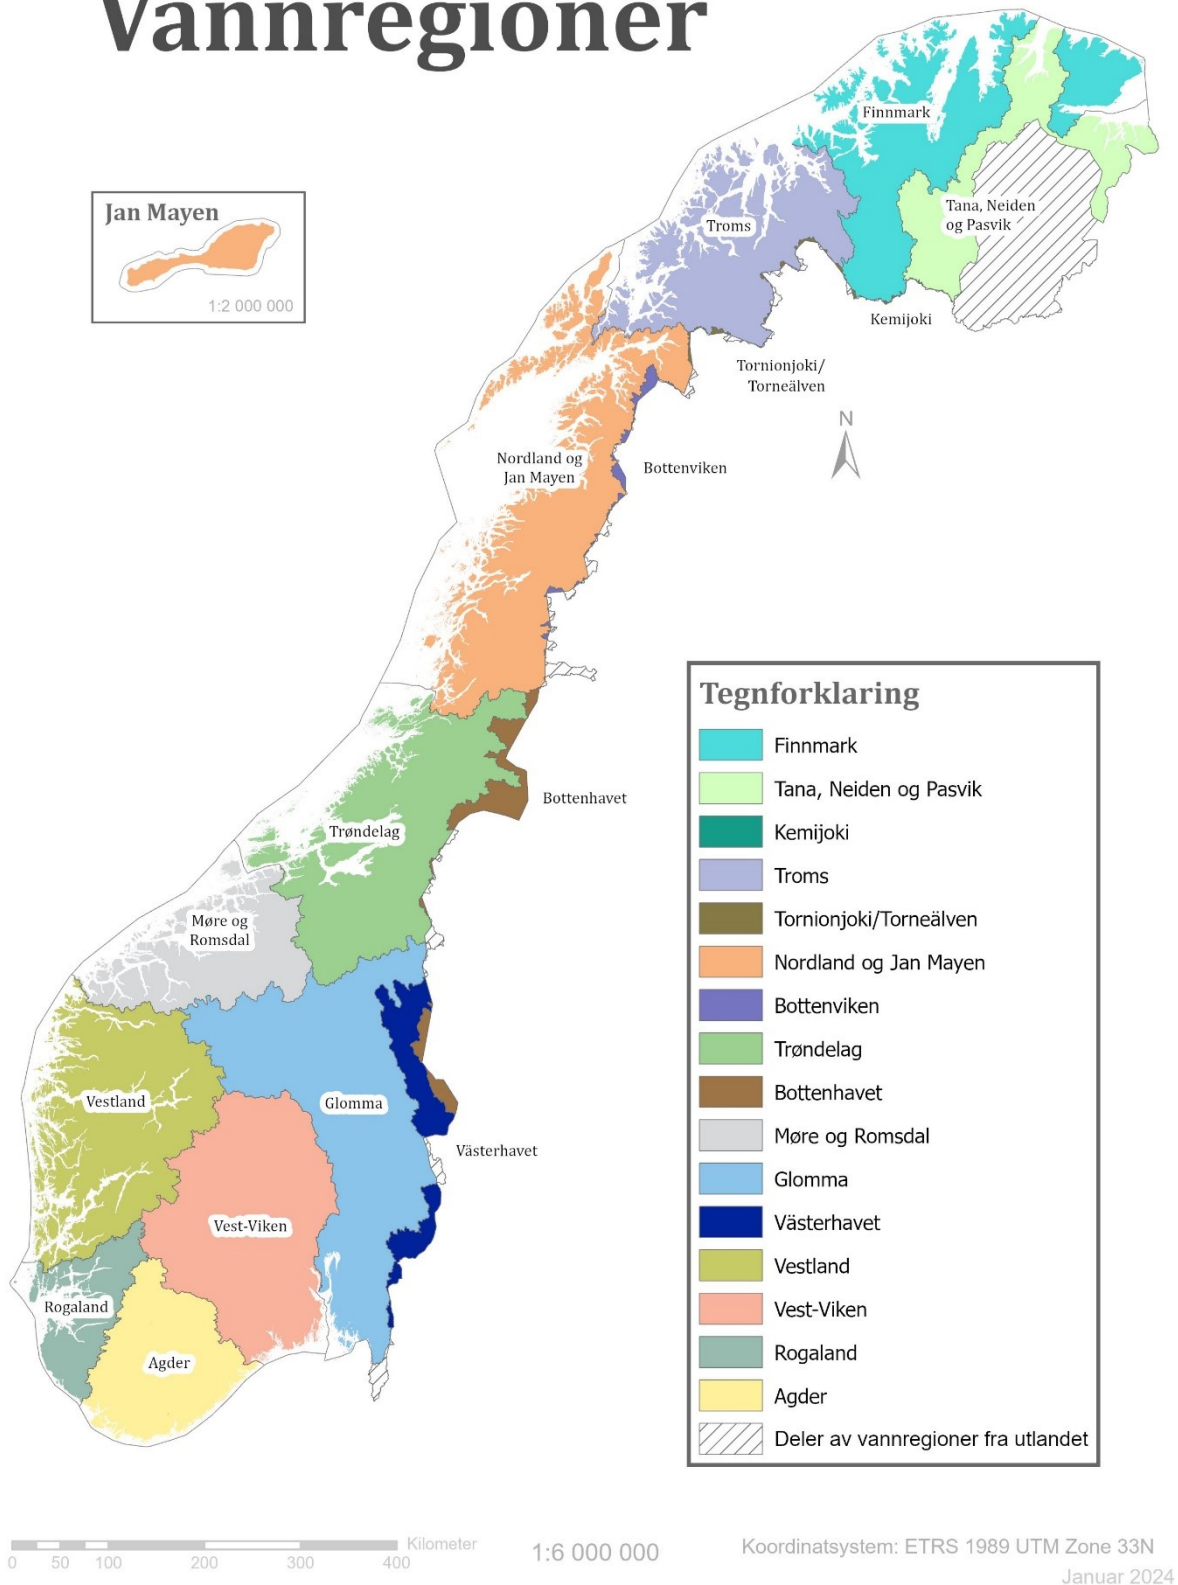 Vannregioner
Jan Mayen
1:2 000 000
Finnmark
Tana, Neiden
og Pasvik
Troms
Kemijoki
Tornionjoki/
Torneälven
N
Nordland og
Jan Mayen
Bottenviken
Bottenhavet
Trøndelag
Møre og
Romsdal
Vestland
Glomma
Västerhavet
Vest-Viken
Rogaland
Agder
Tegnforklaring
Finnmark
Tana, Neiden og Pasvik
Kemijoki
Troms
Tornionjoki/Torneälven
Nordland og Jan Mayen
Bottenviken
Trøndelag
Bottenhavet
Møre og Romsdal
Glomma
Västerhavet
Vestland
Vest-Viken
Rogaland
Agder
Deler av vannregioner fra utlandet
Kilometer
0 50 100 200 300 400
1:6 000 000
Koordinatsystem: ETRS 1989 UTM Zone 33N
Januar 2024